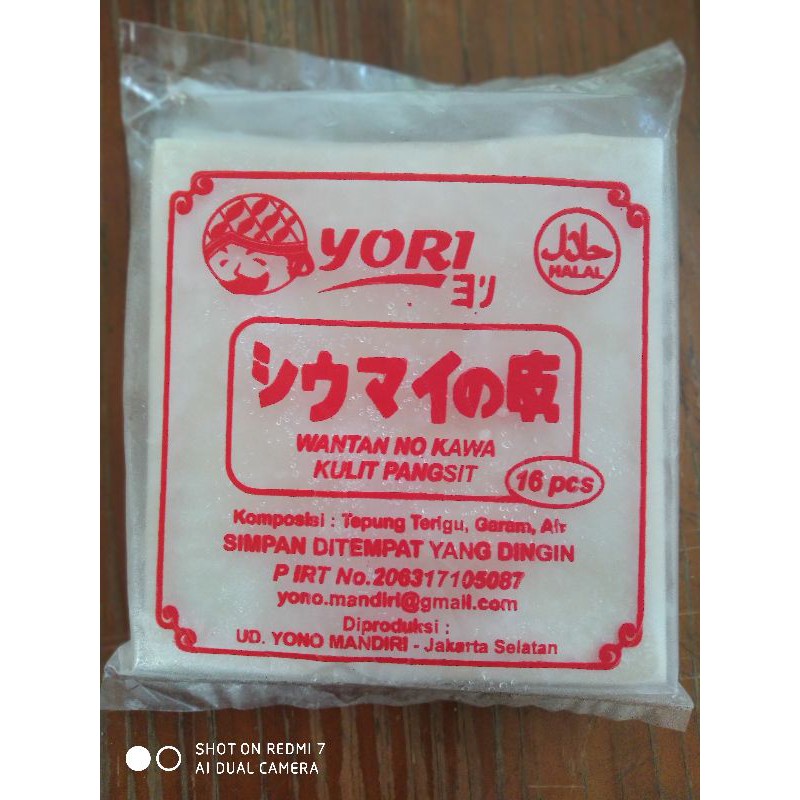 YORI
ヨリ
حلال
HALAL
シウマイの皮
WANTAN NO KAWA
KULIT PANGSIT
16 pcs
Komposisi : Tepung Terigu, Garam, Air
SIMPAN DITEMPAT YANG DINGIN
P IRT No.206317105087
yono.mandiri@gmail.com
Diproduksi :
UD. YONO MANDIRI - Jakarta Selatan
SHOT ON REDMI 7
AI DUAL CAMERA